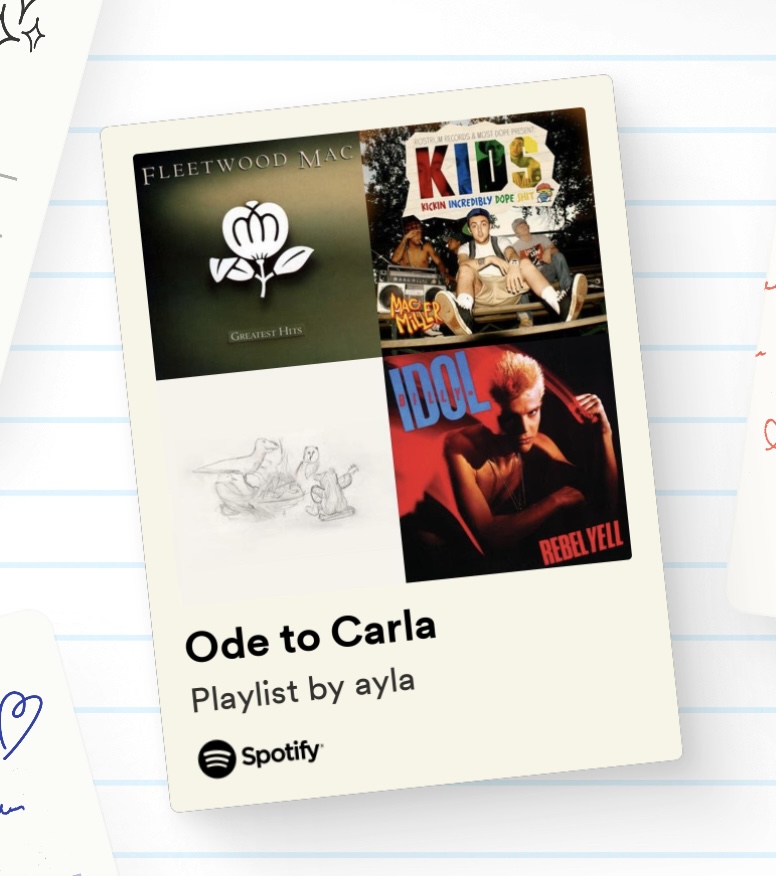 FLEETWOOD MAC
GREATEST HITS
ROSTRUM RECORDS & MOST DOPE PRESENT
KIDS
KICKIN INCREDIBLY DOPE SHIT
MAC
MILLER
IDOL
BILLY
REBEL YELL
Ode to Carla
Playlist by ayla
Spotify